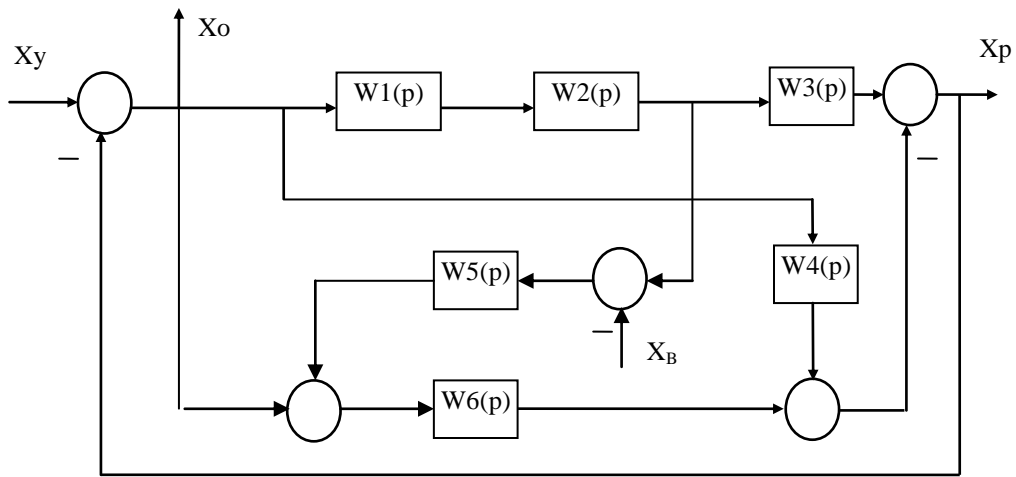 Xo
Xy
Xp
W1(p)
W2(p)
W3(p)
–
–
W5(p)
W4(p)
–
XВ
W6(p)